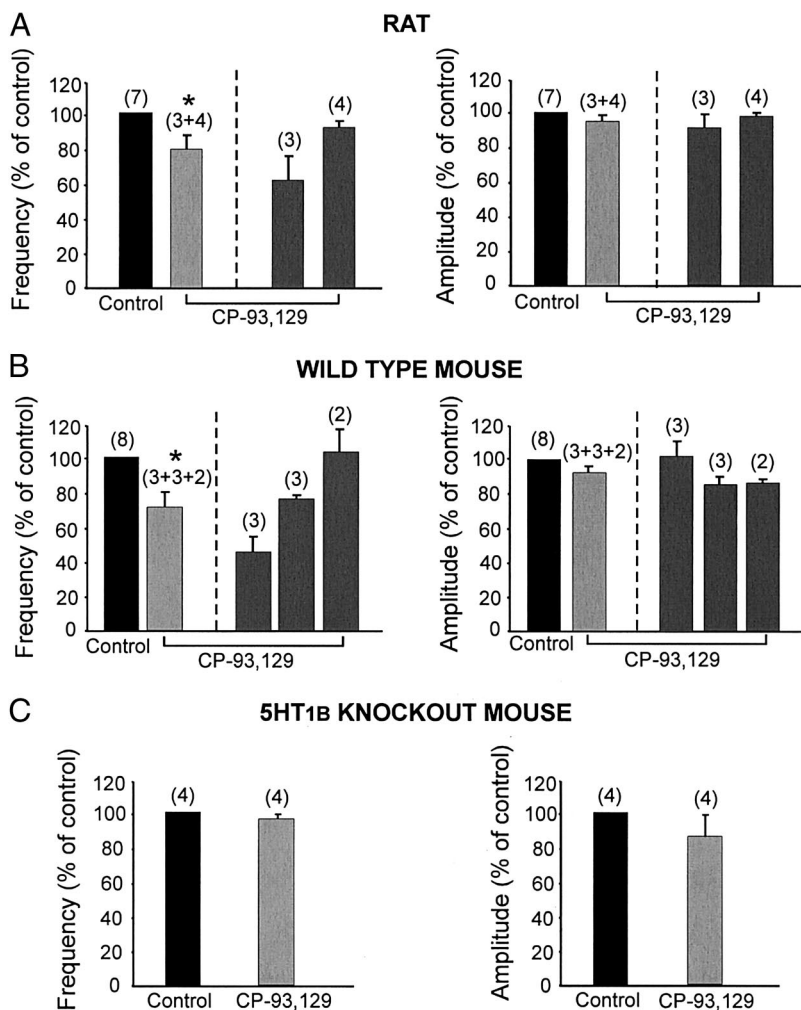 A
RAT
Frequency (% of control)
120
100
80
60
40
20
0
(7)
*
(3+4)
(3)
(4)
Control
CP-93,129
Amplitude (% of control)
120
100
80
60
40
20
0
(7)
(3+4)
(3)
(4)
Control
CP-93,129
B
WILD TYPE MOUSE
Frequency (% of control)
120
100
80
60
40
20
0
(8)
*
(3+3+2)
(3)
(3)
(2)
Control
CP-93,129
Amplitude (% of control)
120
100
80
60
40
20
0
(8)
(3+3+2)
(3)
(3)
(2)
Control
CP-93,129
C
5HT1B KNOCKOUT MOUSE
Frequency (% of control)
120
100
80
60
40
20
0
(4)
(4)
Control
CP-93,129
Amplitude (% of control)
120
100
80
60
40
20
0
(4)
(4)
Control
CP-93,129